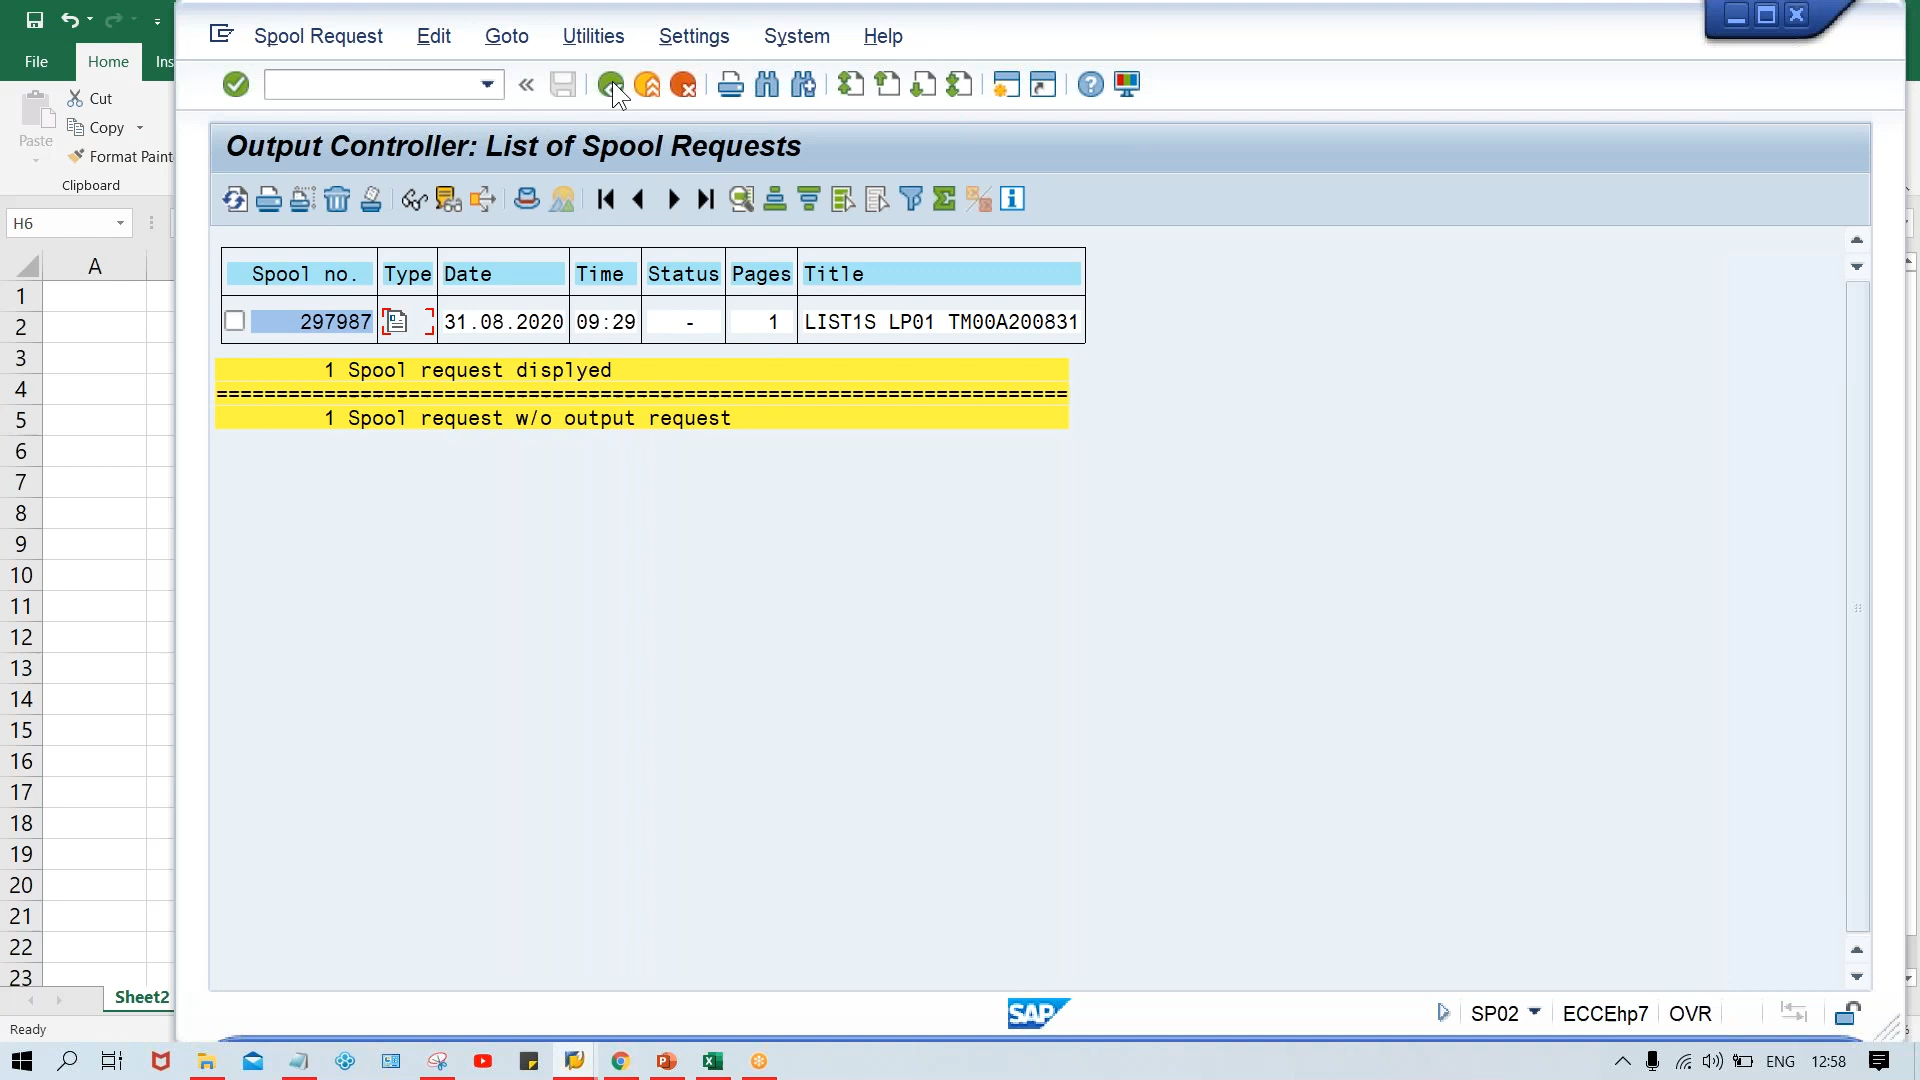 File
Home
Ins
Cut
Copy
Paste
Format Paint
Clipboard
H6
A
1
2
3
4
5
6
7
8
9
10
11
12
13
14
15
16
17
18
19
20
21
22
23
Sheet2
Ready
Spool Request Edit Goto Utilities Settings System Help
Output Controller: List of Spool Requests
Spool no. Type Date Time Status Pages Title
297987 31.08.2020 09:29 - 1 LIST1S LP01 TM00A200831
1 Spool request displyed
=======================================================================
1 Spool request w/o output request
SAP
SP02 ECCEhp7 OVR
ENG 12:58